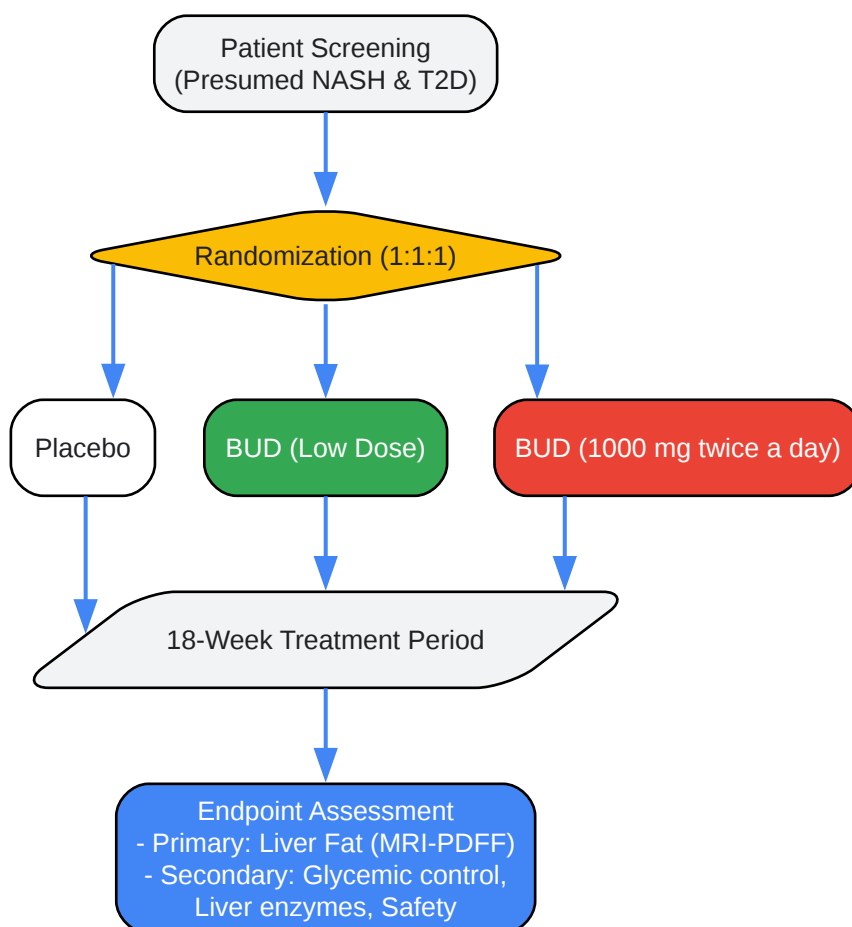 Patient Screening
(Presumed NASH & T2D)
Randomization (1:1:1)
Placebo
BUD (Low Dose)
BUD (1000 mg twice a day)
18-Week Treatment Period
Endpoint Assessment
- Primary: Liver Fat (MRI-PDFF)
- Secondary: Glycemic control,
Liver enzymes, Safety